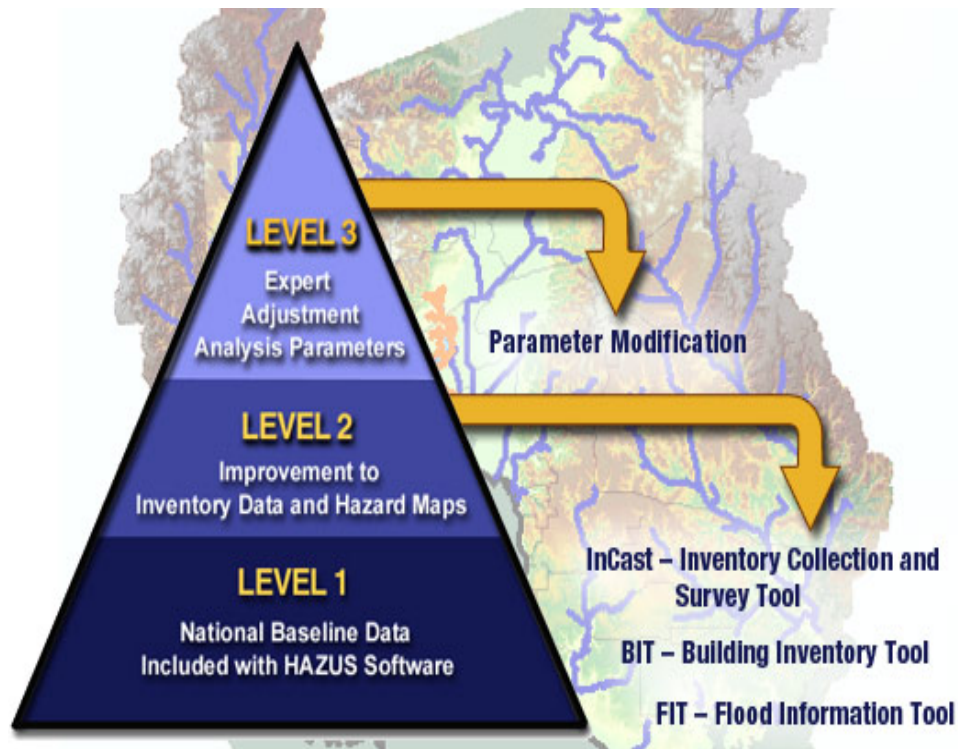 LEVEL 3
Expert
Adjustment
Analysis Parameters
Parameter Modification
LEVEL 2
Improvement to
Inventory Data and Hazard Maps
InCast – Inventory Collection and
Survey Tool
BIT – Building Inventory Tool
FIT – Flood Information Tool
LEVEL 1
National Baseline Data
Included with HAZUS Software